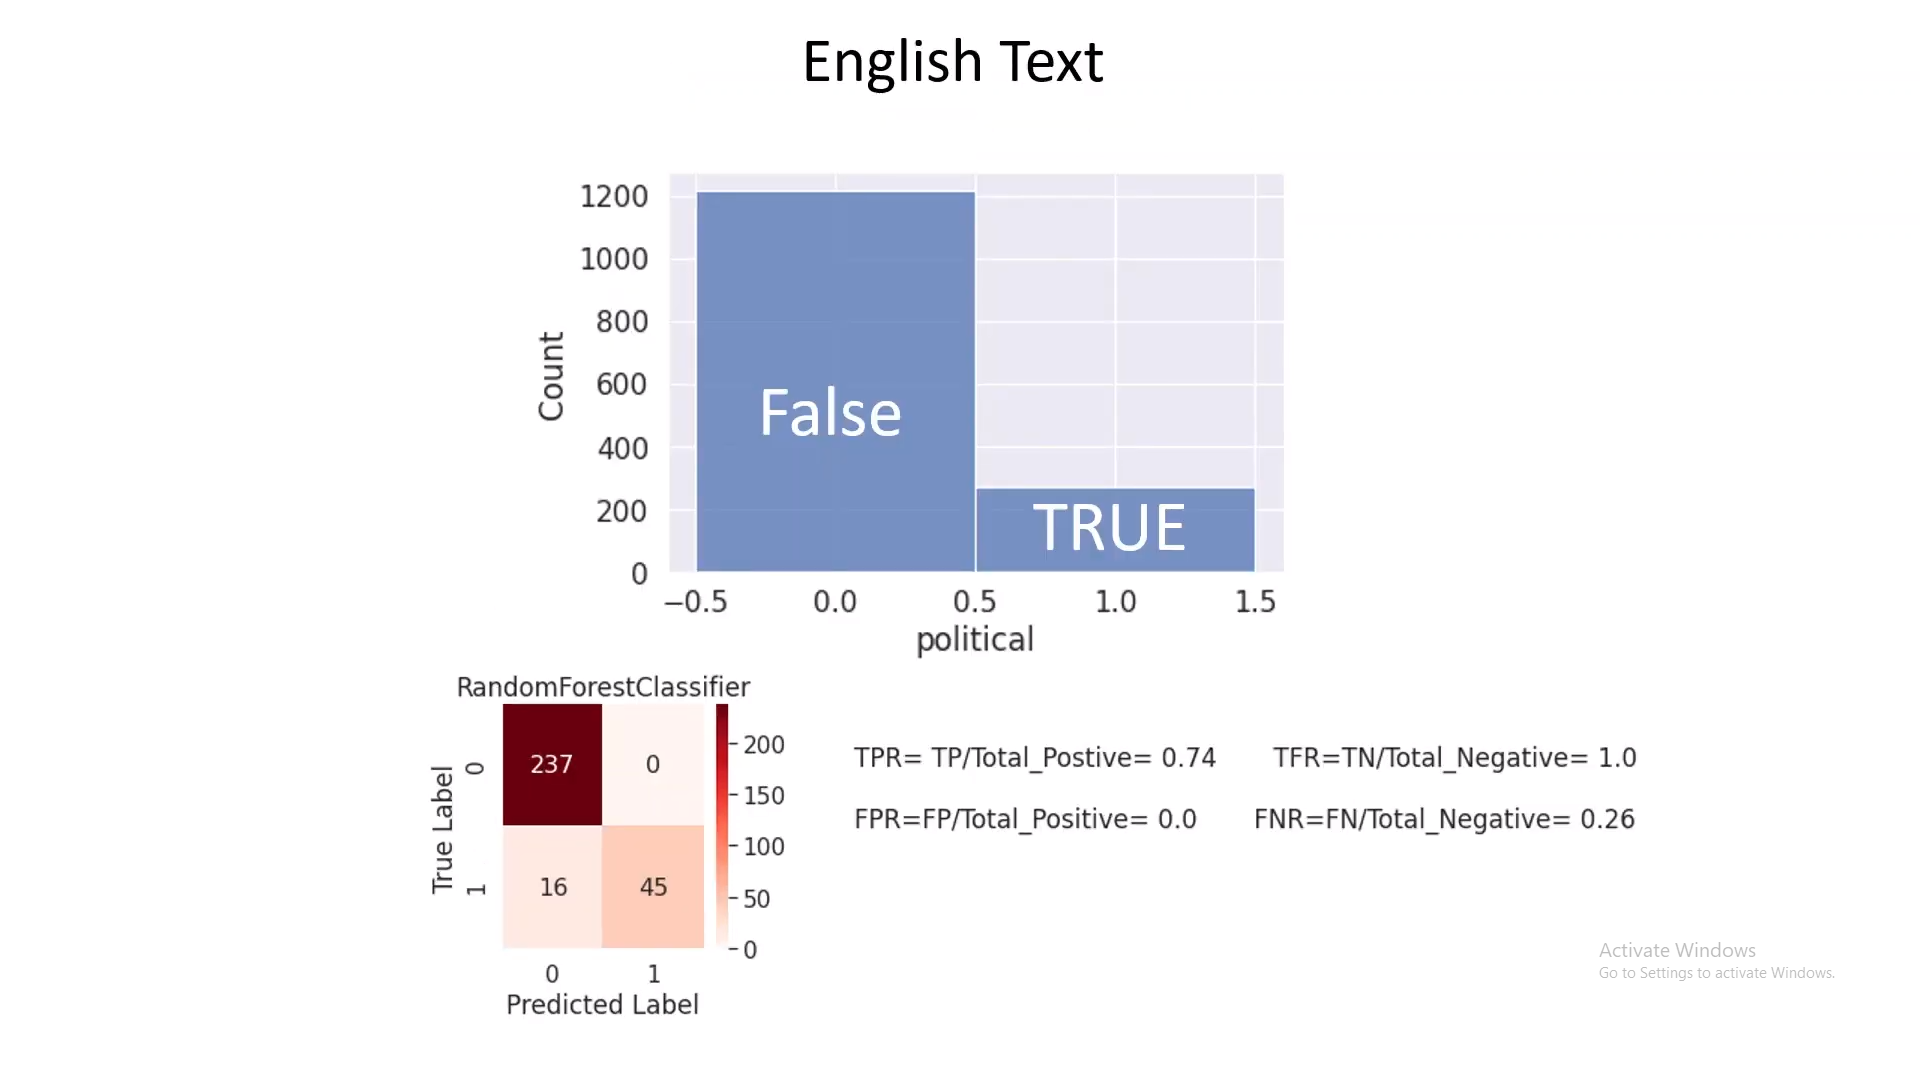 English Text
1200
1000
800
600
400
200
0
Count
False
TRUE
−0.5 0.0 0.5 1.0 1.5
political
RandomForestClassifier
True Label
0
1
237 0
16 45
200
150
100
50
0
0 1
Predicted Label
TPR= TP/Total_Postive= 0.74 TFR=TN/Total_Negative= 1.0
FPR=FP/Total_Positive= 0.0 FNR=FN/Total_Negative= 0.26
Activate Windows
Go to Settings to activate Windows.